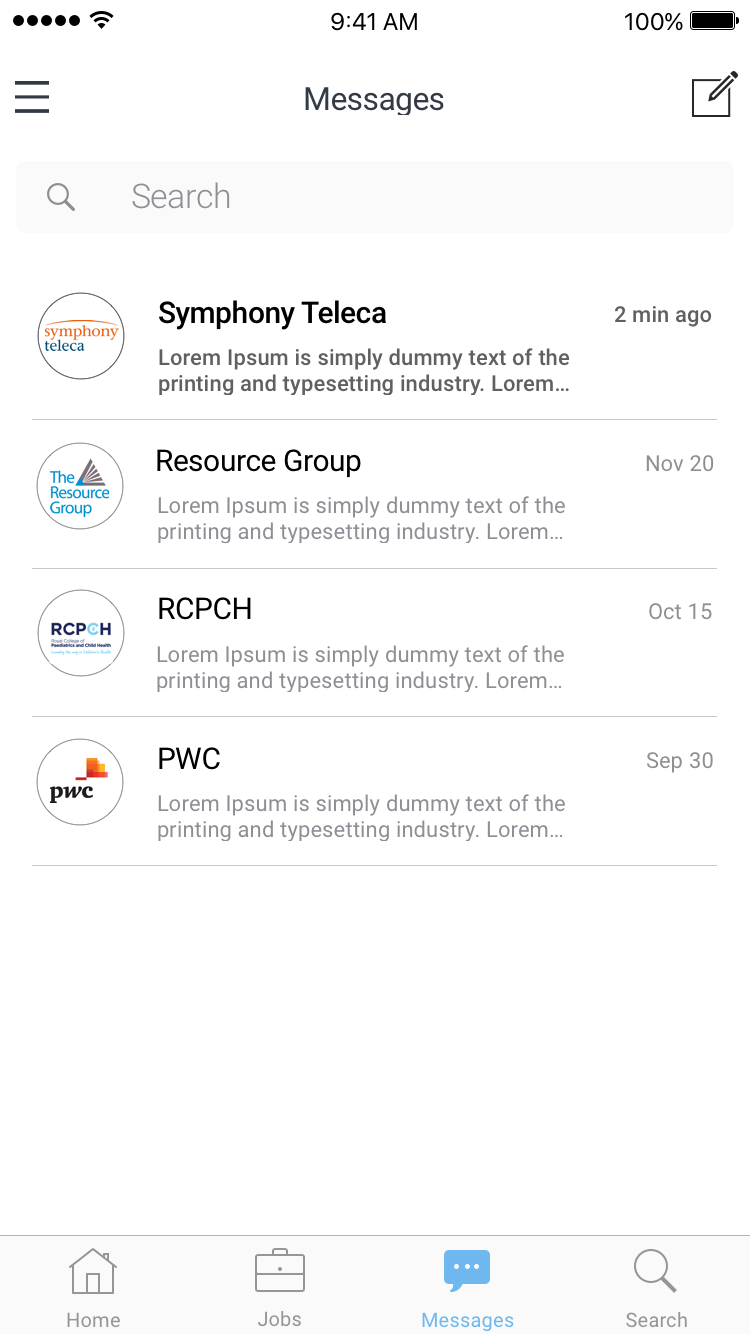 9:41 AM
100%
Messages
Search
symphony
teleca
Symphony Teleca
2 min ago
Lorem Ipsum is simply dummy text of the
printing and typesetting industry. Lorem...
The
Resource
Group
Resource Group
Nov 20
Lorem Ipsum is simply dummy text of the
printing and typesetting industry. Lorem...
RCPCH
Royal College of
Paediatrics and Child Health
RCPCH
Oct 15
Lorem Ipsum is simply dummy text of the
printing and typesetting industry. Lorem...
pwc
PWC
Sep 30
Lorem Ipsum is simply dummy text of the
printing and typesetting industry. Lorem...
Home
Jobs
Messages
Search